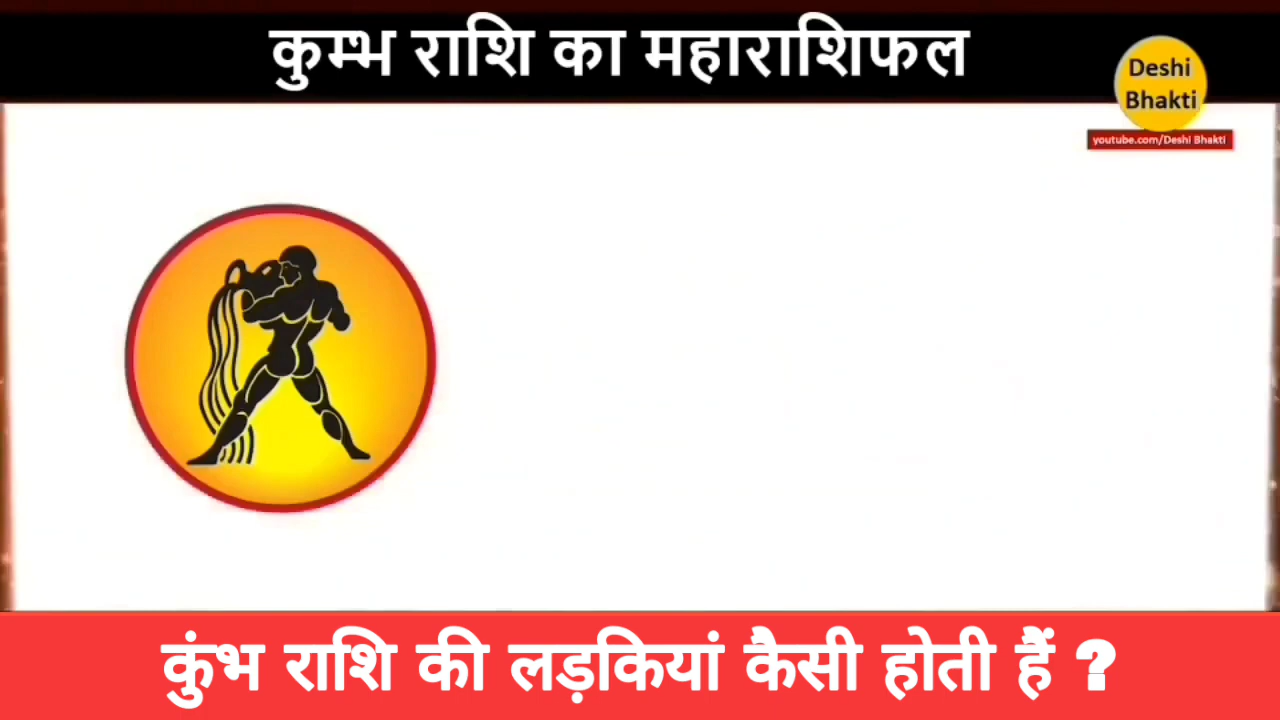 कुम्भ राशि का महाराशिफल
Deshi
Bhakti
youtube.com/Deshi Bhakti
कुंभ राशि की लड़कियां कैसी होती हैं ?